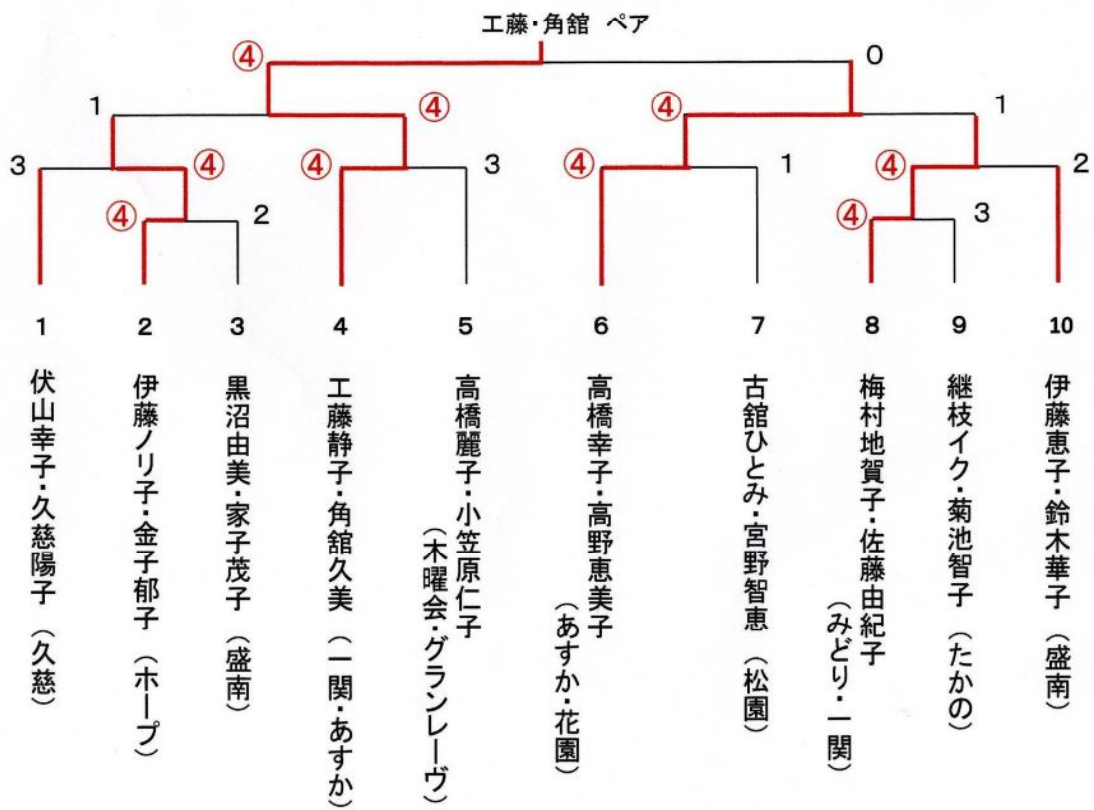 工藤・角舘 ペア
④ 0
1 ④ ④ 1
3 ④ ④ 3 ④ 1 ④ 2
④ 2 ④ 3
1 2 3 4 5 6 7 8 9 10
伏山幸子・久慈陽子 (久慈)
伊藤ノリ子・金子郁子 (ホープ)
黒沼由美・家子茂子 (盛南)
工藤静子・角舘久美 (一関・あすか)
高橋麗子・小笠原仁子
(木曜会・グランレーヴ)
高橋幸子・高野恵美子
(あすか・花園)
古舘ひとみ・宮野智恵 (松園)
梅村地賀子・佐藤由紀子
(みどり・一関)
継枝イク・菊池智子 (たかの)
伊藤恵子・鈴木華子 (盛南)